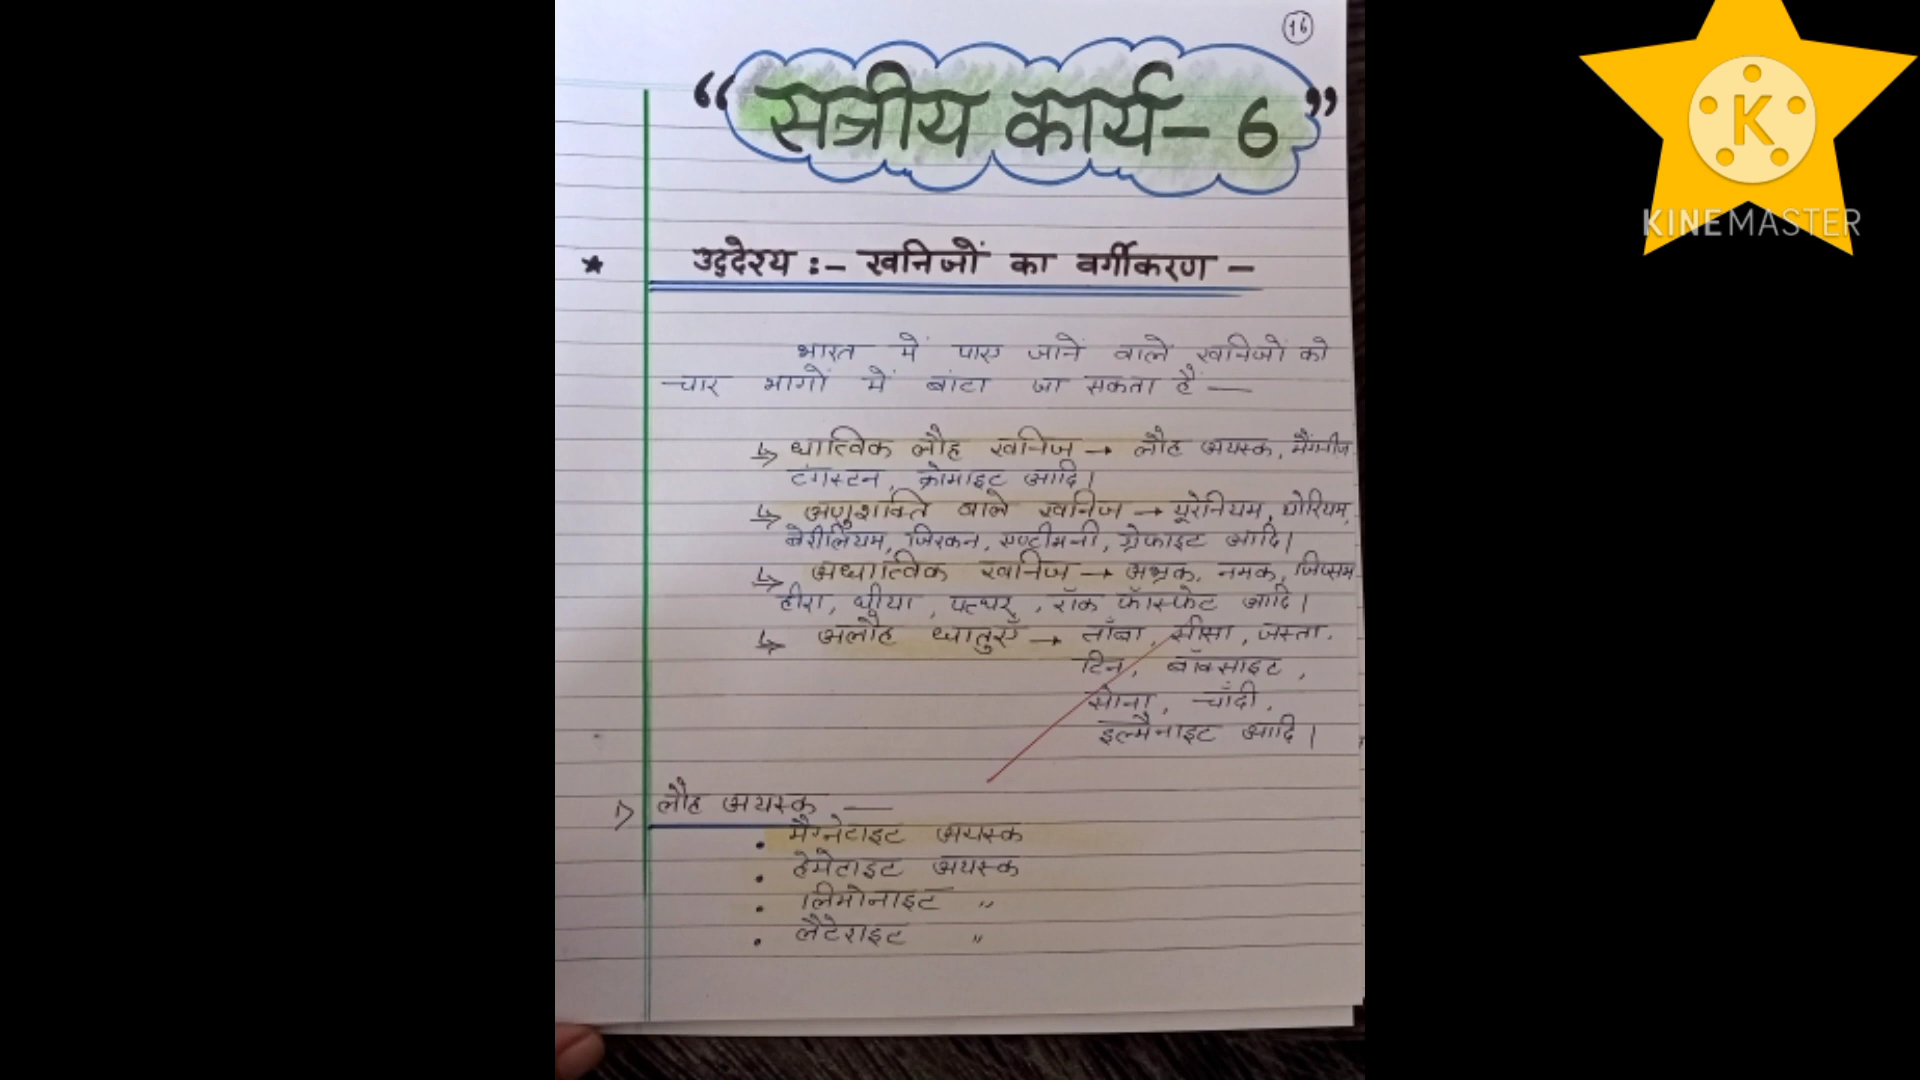 16
“सत्रीय कार्य- 6”
★ उद्देश्य :- खनिजों का वर्गीकरण -
भारत में पाए जाने वाले खनिजों को
चार भागों में बांटा जा सकता है —
↳ धात्विक लौह खनिज → लौह अयस्क, मैंगनीज
टंगस्टन, क्रोमाइट आदि।
↳ अणुशक्ति वाले खनिज → यूरेनियम, थोरियम,
बेरीलियम, जिरकन, एण्टीमनी, ग्रेफाइट आदि।
↳ अधात्विक खनिज → अभ्रक, नमक, जिप्सम
हीरा, घीया, पत्थर, रॉक फॉस्फेट आदि।
↳ अलौह धातुएँ → ताँबा, सीसा, जस्ता,
टिन, बॉक्साइट,
सोना, चाँदी,
इल्मैनाइट आदि।
1) लौह अयस्क —
. मैग्नेटाइट अयस्क
. हेमेटाइट अयस्क
. लिमोनाइट "
. लैटेराइट "
K
KINEMASTER